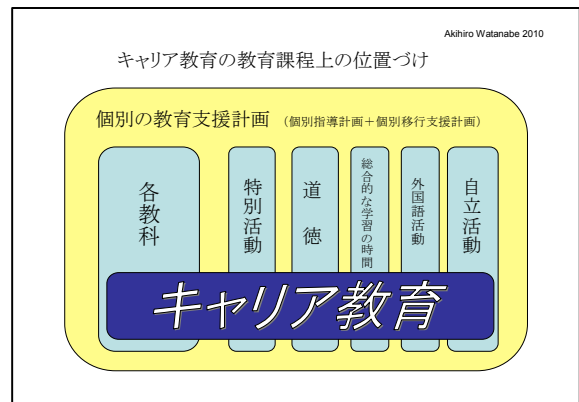 Akihiro Watanabe 2010
キャリア教育の教育課程上の位置づけ
個別の教育支援計画 (個別指導計画+個別移行支援計画)
各教科
特別活動
道徳
総合的な学習の時間
外国語活動
自立活動
キャリア教育